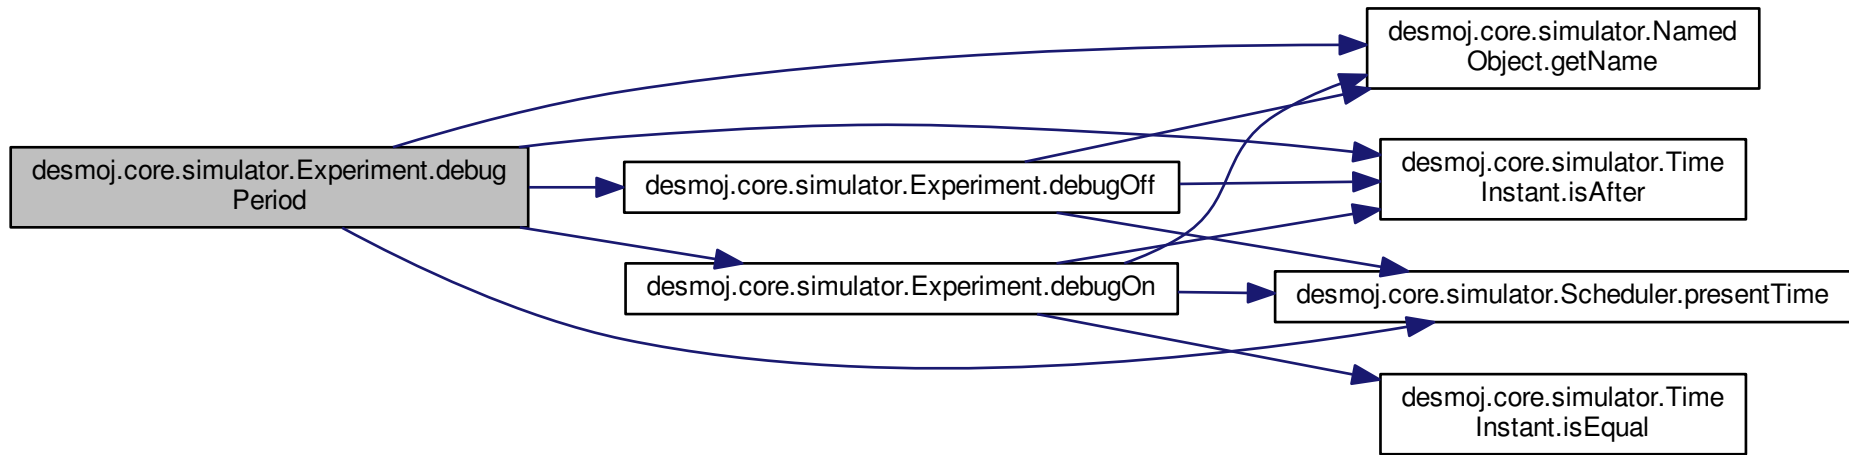 desmoj.core.simulator.Experiment.debug
Period
desmoj.core.simulator.Experiment.debugOff
desmoj.core.simulator.Experiment.debugOn
desmoj.core.simulator.Named
Object.getName
desmoj.core.simulator.Time
Instant.isAfter
desmoj.core.simulator.Scheduler.presentTime
desmoj.core.simulator.Time
Instant.isEqual